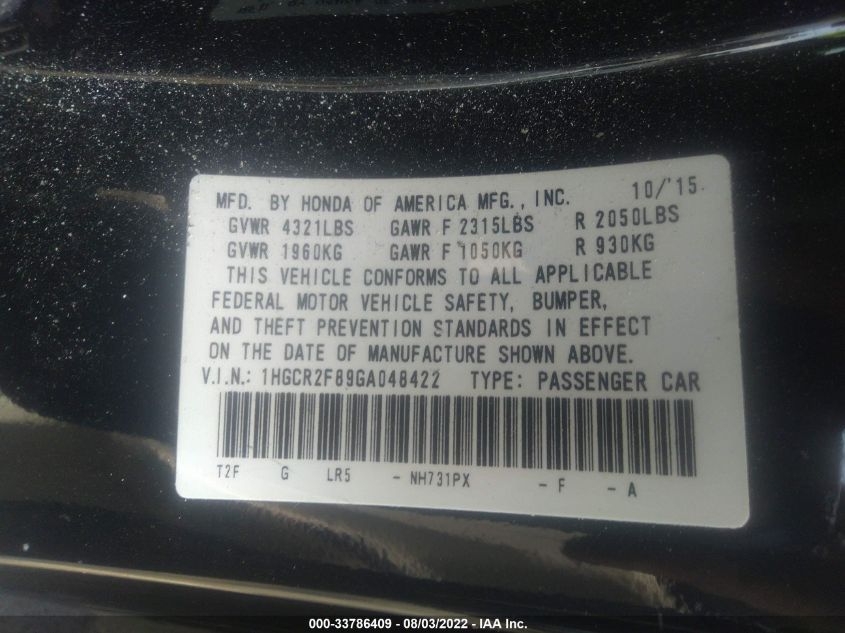 MFD. BY HONDA OF AMERICA MFG., INC. 10/'15
GVWR 4321LBS GAWR F 2315LBS R 2050LBS
GVWR 1960KG GAWR F 1050KG R 930KG
THIS VEHICLE CONFORMS TO ALL APPLICABLE
FEDERAL MOTOR VEHICLE SAFETY, BUMPER,
AND THEFT PREVENTION STANDARDS IN EFFECT
ON THE DATE OF MANUFACTURE SHOWN ABOVE.
V.I.N.: 1HGCR2F89GA048422 TYPE: PASSENGER CAR
T2F G LR5 - NH731PX - F - A
000-33786409 - 08/03/2022 - IAA Inc.